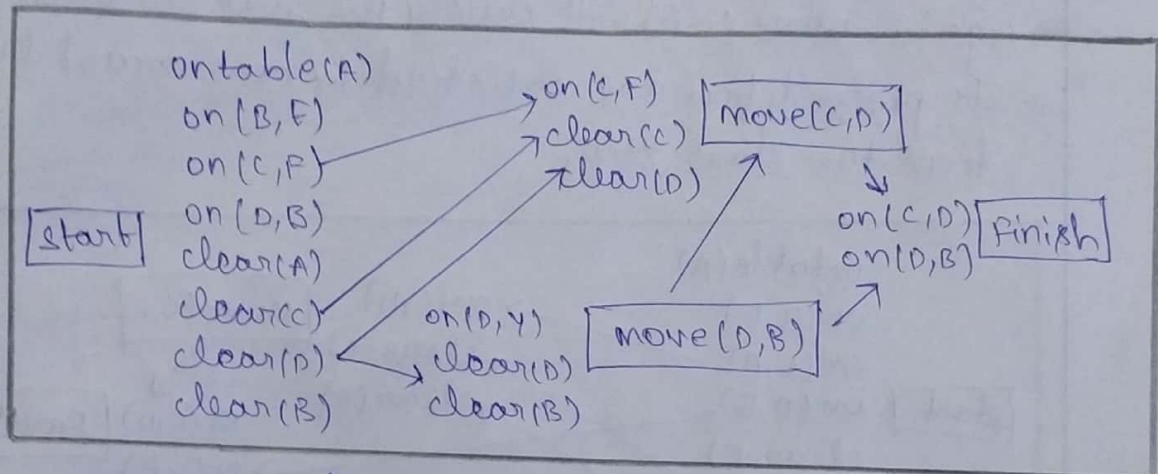 ontable(A)
on(B,F)
on(C,F)
on(D,B)
clear(A)
clear(C)
clear(D)
clear(B)
Start
on(C,F)
clear(C)
clear(D)
move(C,D)
on(D,Y)
clear(D)
clear(B)
move(D,B)
on(C,D)
on(D,B)
Finish